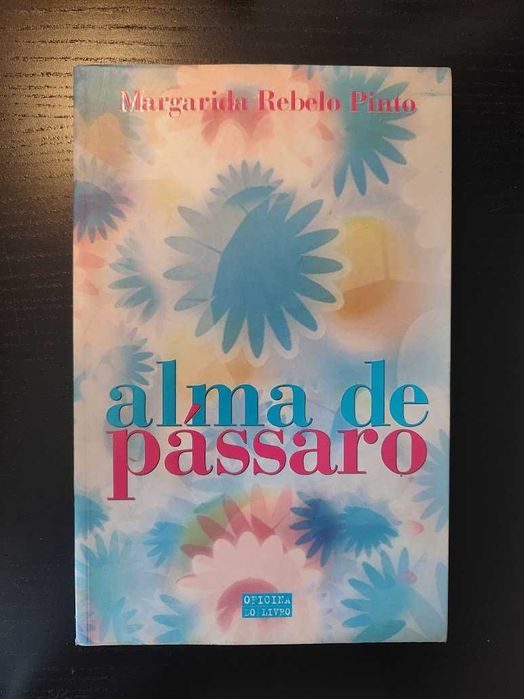 Margarida Rebelo Pinto
alma de
pássaro
OFICINA
DO LIVRO